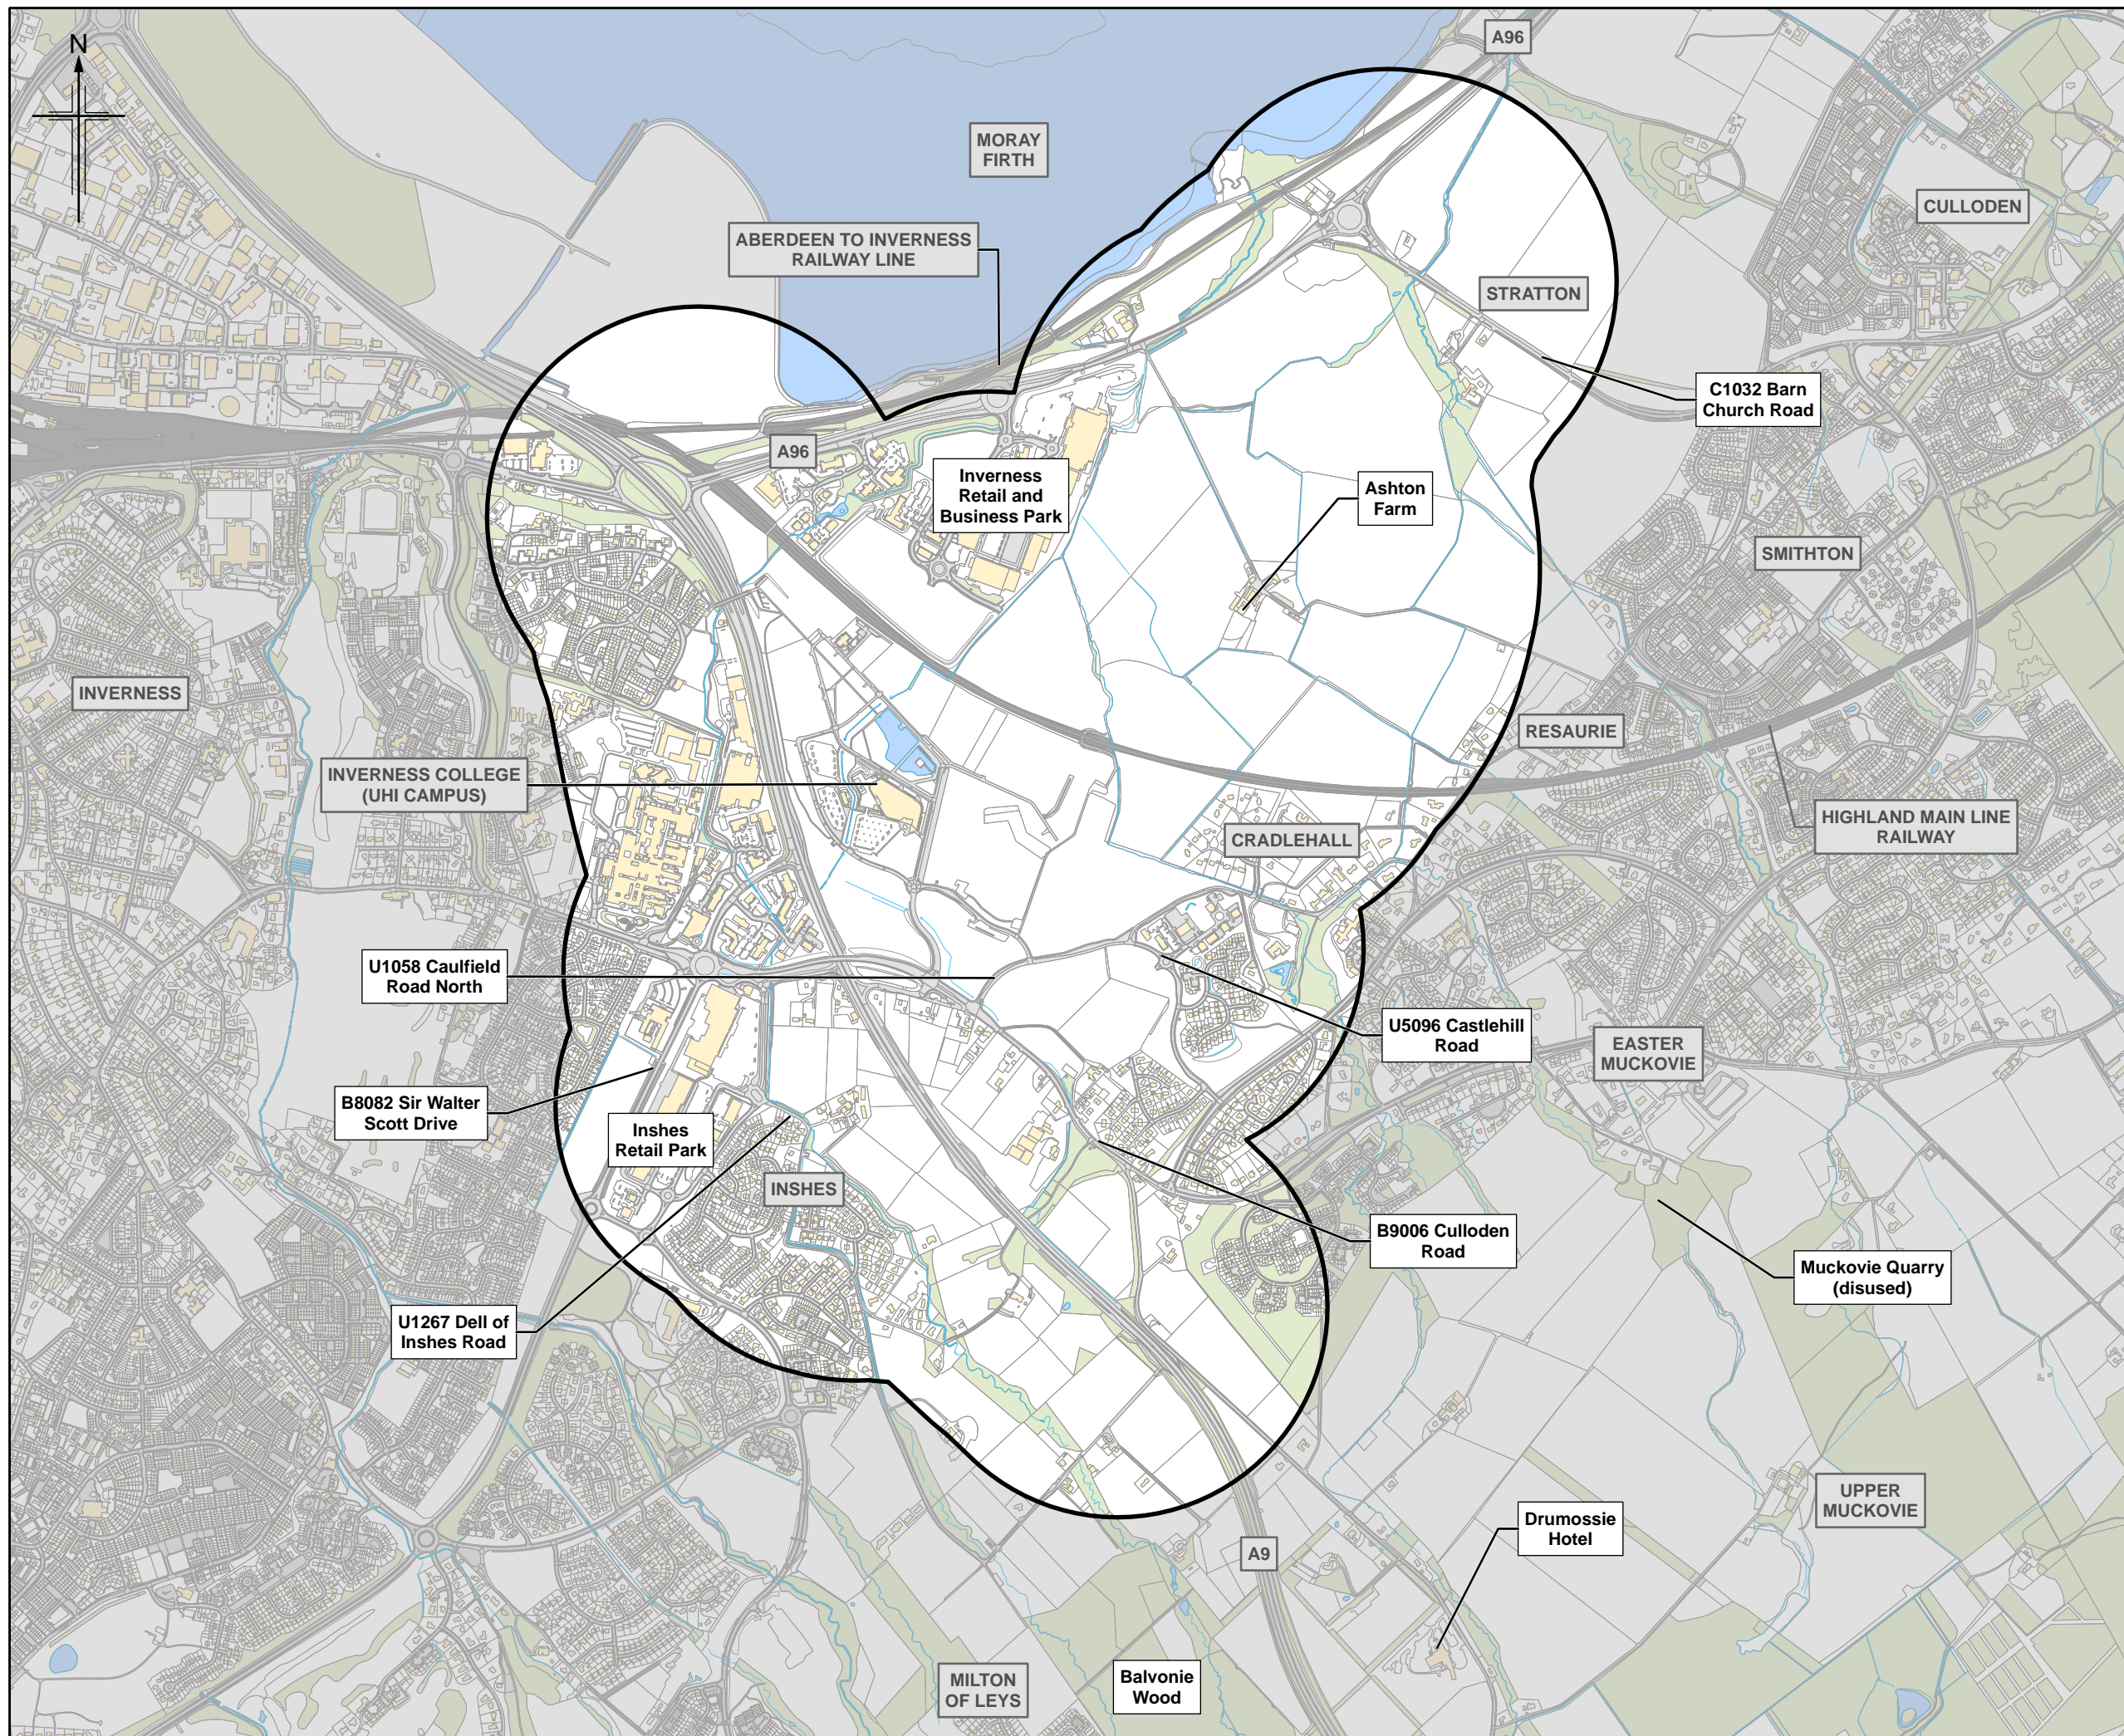 N
A96
MORAY
FIRTH
CULLODEN
ABERDEEN TO INVERNESS
RAILWAY LINE
STRATTON
C1032 Barn
Church Road
A96
Inverness
Retail and
Business Park
Ashton
Farm
SMITHTON
INVERNESS
RESAURIE
INVERNESS COLLEGE
(UHI CAMPUS)
HIGHLAND MAIN LINE
RAILWAY
CRADLEHALL
U1058 Caulfield
Road North
U5096 Castlehill
Road
EASTER
MUCKOVIE
B8082 Sir Walter
Scott Drive
Inshes
Retail Park
INSHES
B9006 Culloden
Road
Muckovie Quarry
(disused)
U1267 Dell of
Inshes Road
UPPER
MUCKOVIE
Drumossie
Hotel
A9
MILTON
OF LEYS
Balvonie
Wood